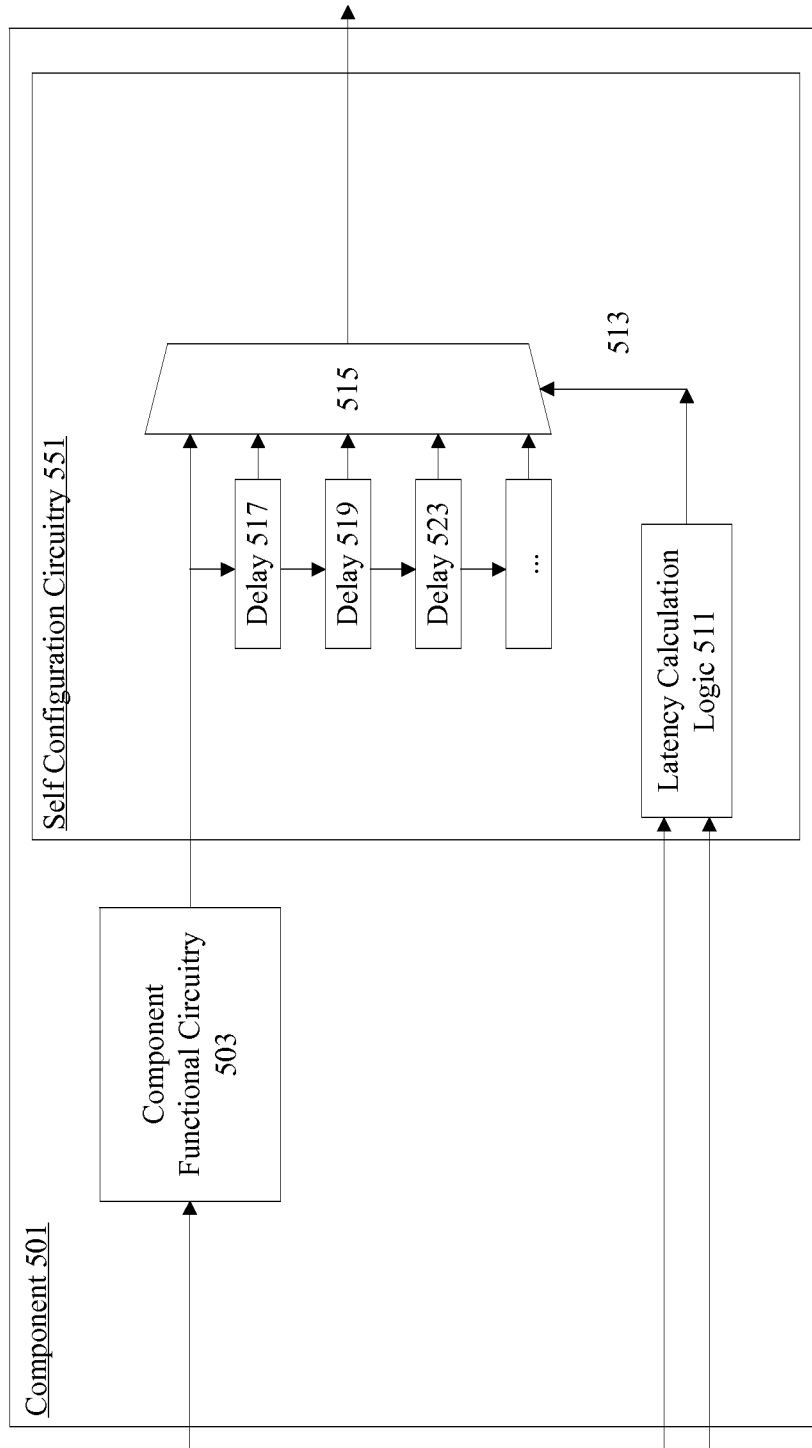 Component 501
Self Configuration Circuitry 551
Component
Functional Circuitry
503
Delay 517
Delay 519
Delay 523
...
515
513
Latency Calculation
Logic 511